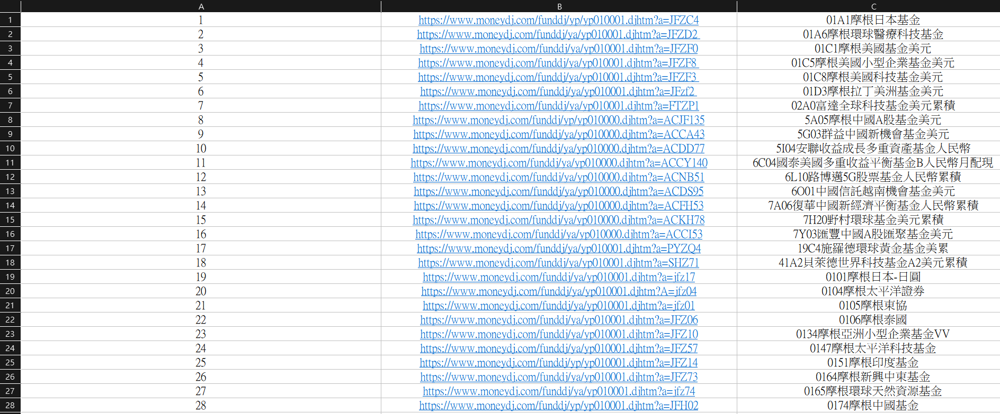 A B C
1 1 https://www.moneydj.com/funddj/yp/yp010001.djhtm?a=JFZC4 01A1摩根日本基金
2 2 https://www.moneydj.com/funddj/ya/yp010001.djhtm?a=JFZD2 01A6摩根環球醫療科技基金
3 3 https://www.moneydj.com/funddj/ya/yp010001.djhtm?a=JFZF0 01C1摩根美國基金美元
4 4 https://www.moneydj.com/funddj/ya/yp010001.djhtm?a=JFZF8 01C5摩根美國小型企業基金美元
5 5 https://www.moneydj.com/funddj/ya/yp010001.djhtm?a=JFZF3 01C8摩根美國科技基金美元
6 6 https://www.moneydj.com/funddj/ya/yp010001.djhtm?a=JFzf2 01D3摩根拉丁美洲基金美元
7 7 https://www.moneydj.com/funddj/ya/yp010001.djhtm?a=FTZP1 02A0富達全球科技基金美元累積
8 8 https://www.moneydj.com/funddj/yp/yp010000.djhtm?a=ACJF135 5A05摩根中國A股基金美元
9 9 https://www.moneydj.com/funddj/ya/yp010000.djhtm?a=ACCA43 5G03群益中國新機會基金美元
10 10 https://www.moneydj.com/funddj/ya/yp010000.djhtm?a=ACDD77 5I04安聯收益成長多重資產基金人民幣
11 11 https://www.moneydj.com/funddj/ya/yp010000.djhtm?a=ACCY140 6C04國泰美國多重收益平衡基金B人民幣月配現
12 12 https://www.moneydj.com/funddj/ya/yp010000.djhtm?a=ACNB51 6L10路博邁5G股票基金人民幣累積
13 13 https://www.moneydj.com/funddj/ya/yp010000.djhtm?a=ACDS95 6O01中國信託越南機會基金美元
14 14 https://www.moneydj.com/funddj/ya/yp010000.djhtm?a=ACFH53 7A06復華中國新經濟平衡基金人民幣累積
15 15 https://www.moneydj.com/funddj/ya/yp010000.djhtm?a=ACKH78 7H20野村環球基金美元累積
16 16 https://www.moneydj.com/funddj/ya/yp010000.djhtm?a=ACCI53 7Y03匯豐中國A股匯聚基金美元
17 17 https://www.moneydj.com/funddj/ya/yp010001.djhtm?a=PYZQ4 19C4施羅德環球黃金基金美累
18 18 https://www.moneydj.com/funddj/ya/yp010001.djhtm?a=SHZ71 41A2貝萊德世界科技基金A2美元累積
19 19 https://www.moneydj.com/funddj/ya/yp010001.djhtm?a=jfz17 0101摩根日本-日圓
20 20 https://www.moneydj.com/funddj/ya/yp010001.djhtm?A=jfz04 0104摩根太平洋證券
21 21 https://www.moneydj.com/funddj/ya/yp010001.djhtm?a=jfz01 0105摩根東協
22 22 https://www.moneydj.com/funddj/ya/yp010001.djhtm?a=JFZ06 0106摩根泰國
23 23 https://www.moneydj.com/funddj/ya/yp010001.djhtm?a=JFZ10 0134摩根亞洲小型企業基金VV
24 24 https://www.moneydj.com/funddj/ya/yp010001.djhtm?a=JFZ57 0147摩根太平洋科技基金
25 25 https://www.moneydj.com/funddj/yp/yp010001.djhtm?a=JFZ14 0151摩根印度基金
26 26 https://www.moneydj.com/funddj/ya/yp010001.djhtm?a=JFZ73 0164摩根新興中東基金
27 27 https://www.moneydj.com/funddj/ya/yp010001.djhtm?a=jfz74 0165摩根環球天然資源基金
28 28 https://www.moneydj.com/funddj/ya/yp010001.djhtm?a=JFH02 0174摩根中國基金